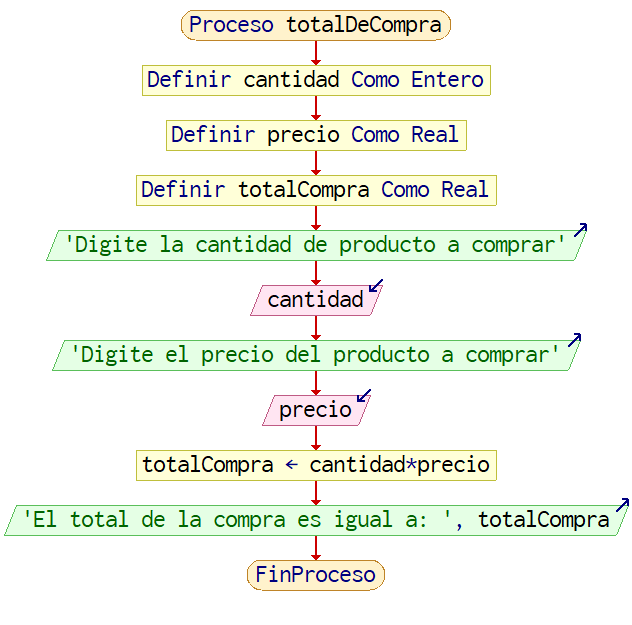 Proceso totalDeCompra
Definir cantidad Como Entero
Definir precio Como Real
Definir totalCompra Como Real
'Digite la cantidad de producto a comprar'
cantidad
'Digite el precio del producto a comprar'
precio
totalCompra ← cantidad*precio
'El total de la compra es igual a: ', totalCompra
FinProceso